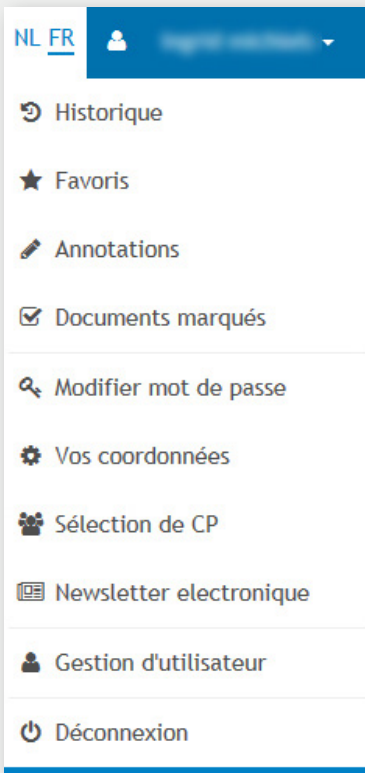 NL FR
Historique
Favoris
Annotations
Documents marqués
Modifier mot de passe
Vos coordonnées
Sélection de CP
Newsletter electronique
Gestion d'utilisateur
Déconnexion